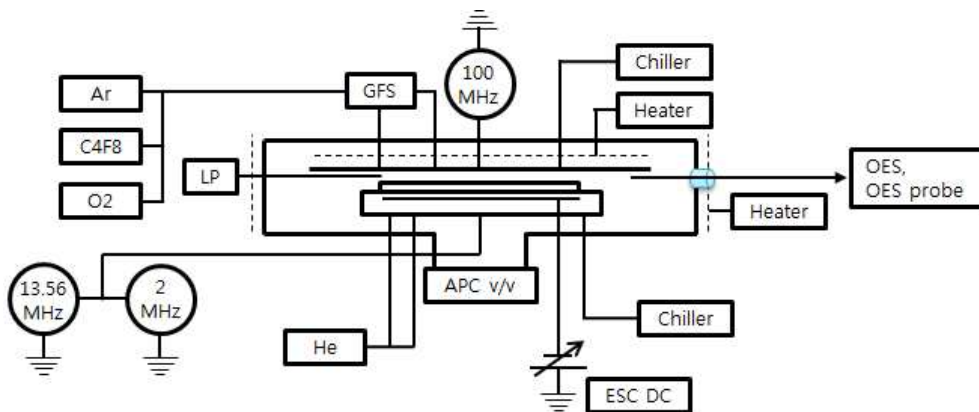 100
MHz
Chiller
Ar
GFS
Heater
C4F8
LP
OES,
OES probe
O2
Heater
13.56
MHz
2
MHz
APC v/v
Chiller
He
ESC DC